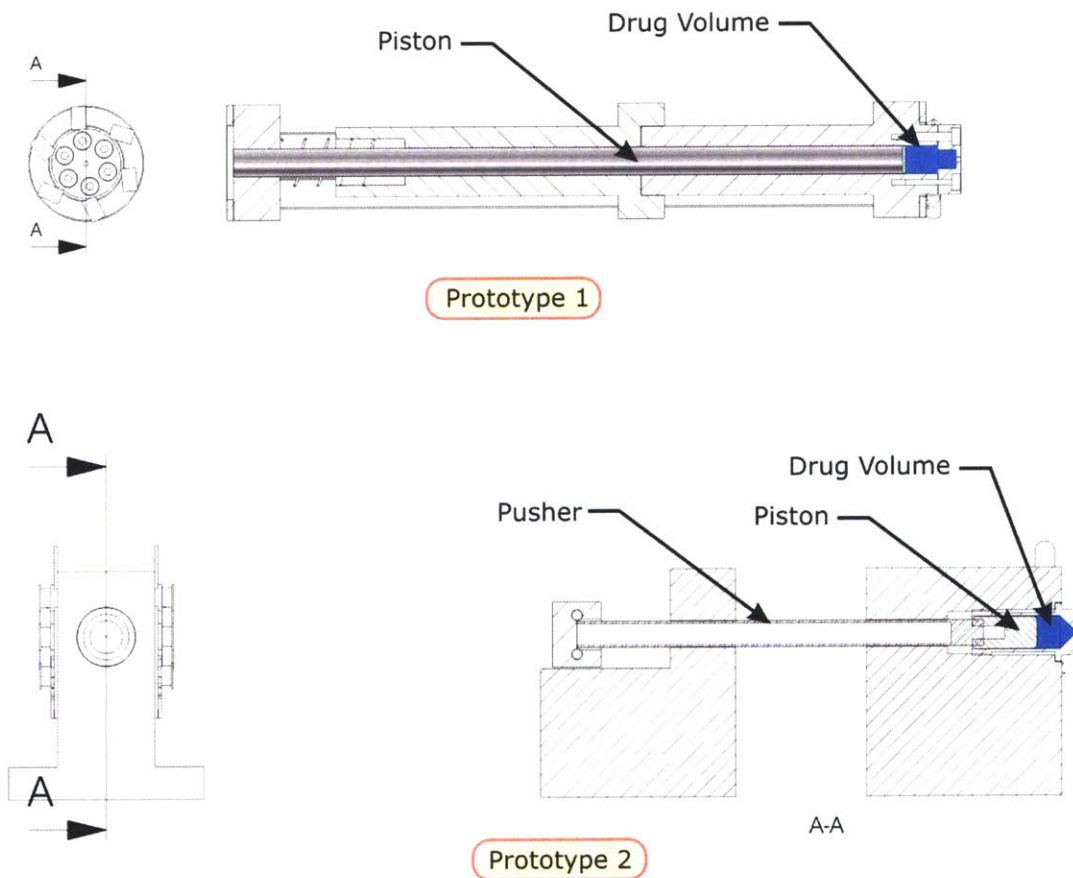 Drug Volume
Piston
A
A
Prototype 1
A
Drug Volume
Pusher
Piston
A
A-A
Prototype 2